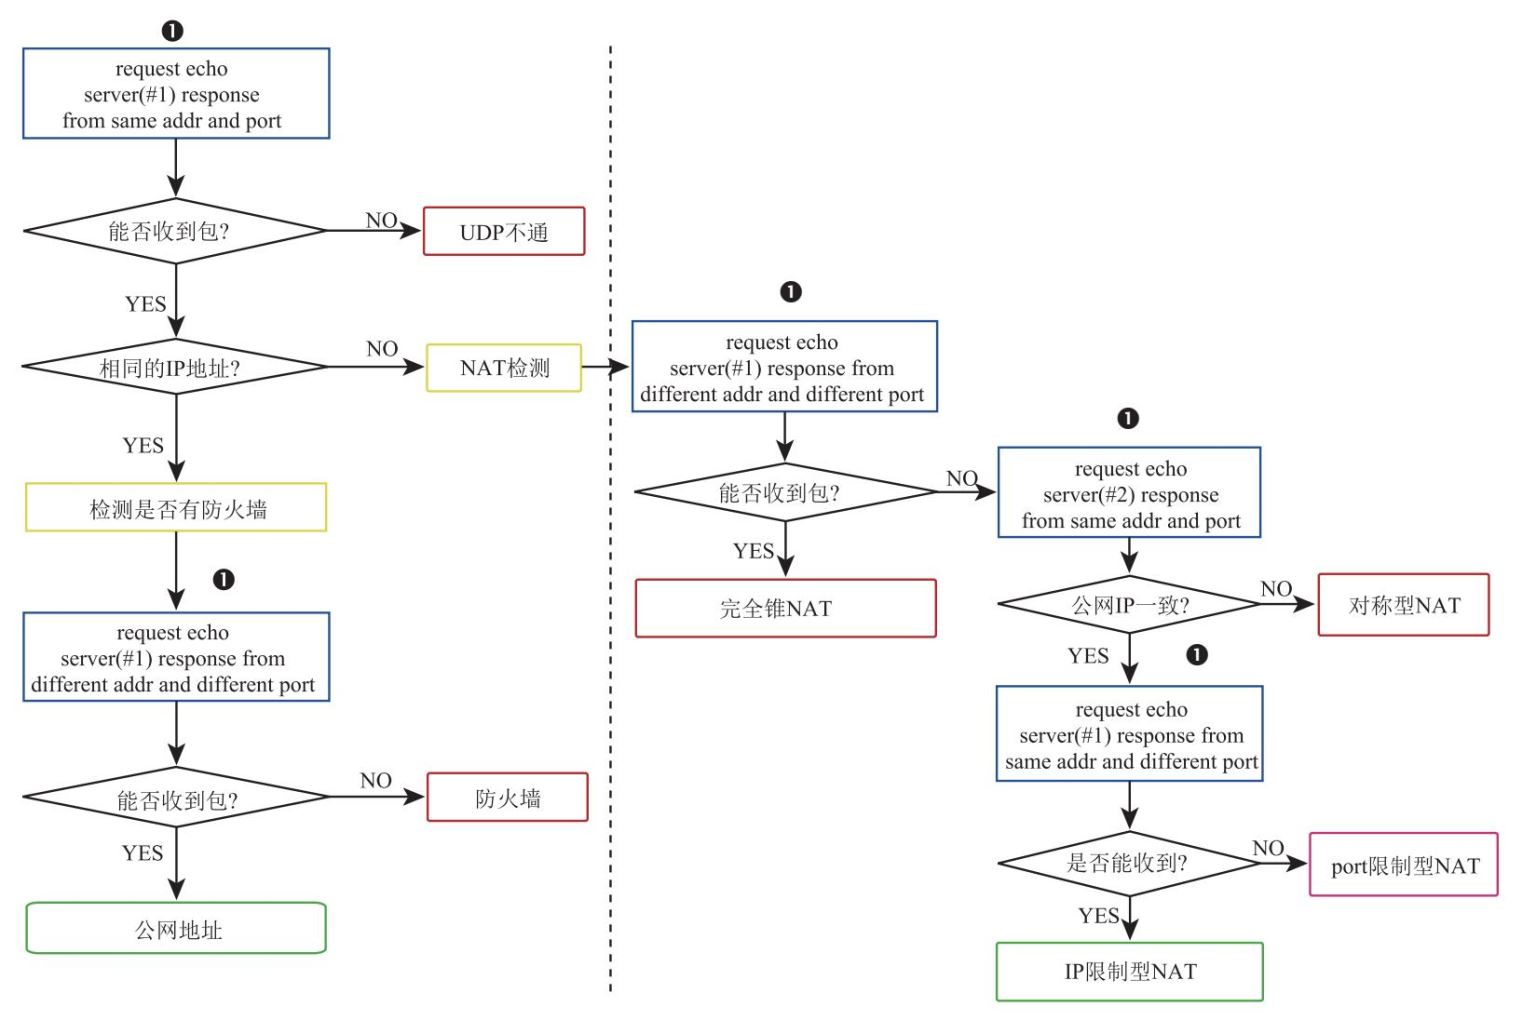 ❶
request echo
server(#1) response
from same addr and port
能否收到包?
NO
UDP不通
YES
相同的IP地址?
NO
NAT检测
YES
检测是否有防火墙
❶
request echo
server(#1) response from
different addr and different port
能否收到包?
NO
防火墙
YES
公网地址
❶
request echo
server(#1) response from
different addr and different port
能否收到包?
NO
YES
完全锥NAT
❶
request echo
server(#2) response
from same addr and port
公网IP一致?
NO
对称型NAT
YES
❶
request echo
server(#1) response from
same addr and different port
是否能收到?
NO
port限制型NAT
YES
IP限制型NAT